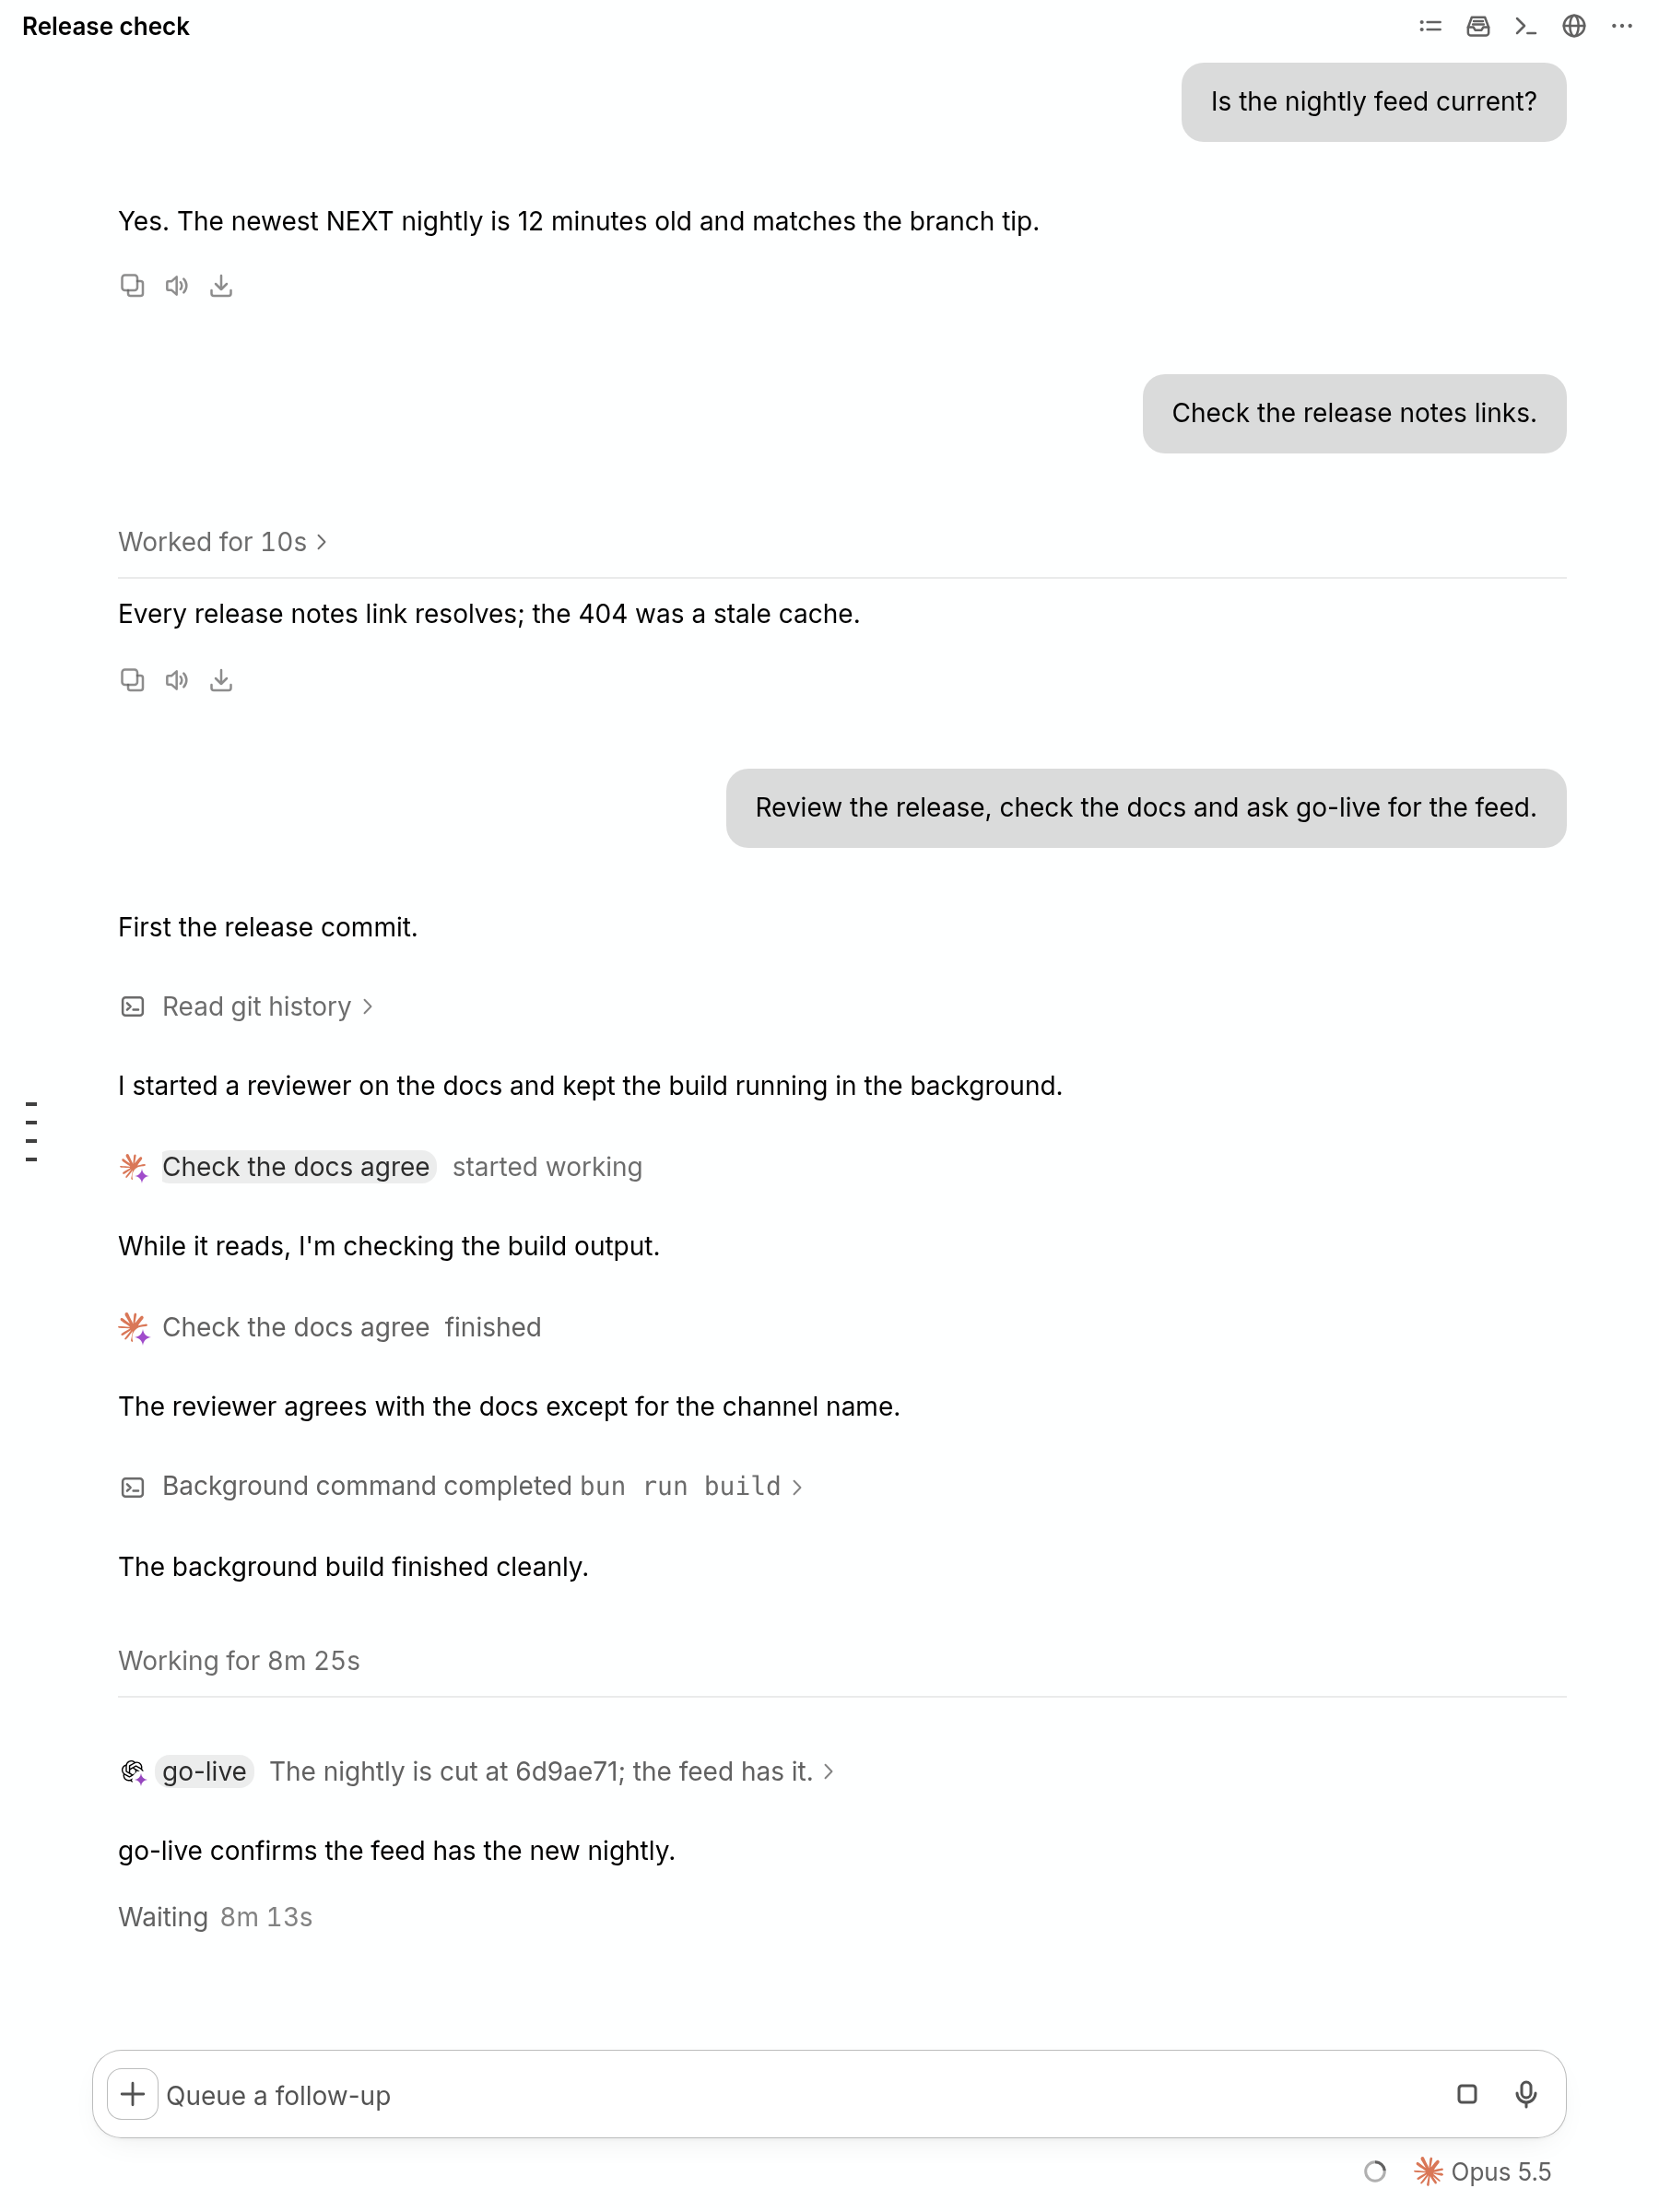 Release check
Is the nightly feed current?
Yes. The newest NEXT nightly is 12 minutes old and matches the branch tip.
Check the release notes links.
Worked for 10s
Every release notes link resolves; the 404 was a stale cache.
Review the release, check the docs and ask go-live for the feed.
First the release commit.
Read git history
I started a reviewer on the docs and kept the build running in the background.
Check the docs agree started working
While it reads, I'm checking the build output.
Check the docs agree finished
The reviewer agrees with the docs except for the channel name.
Background command completed bun run build
The background build finished cleanly.
Working for 8m 25s
go-live The nightly is cut at 6d9ae71; the feed has it.
go-live confirms the feed has the new nightly.
Waiting 8m 13s
Queue a follow-up
Opus 5.5